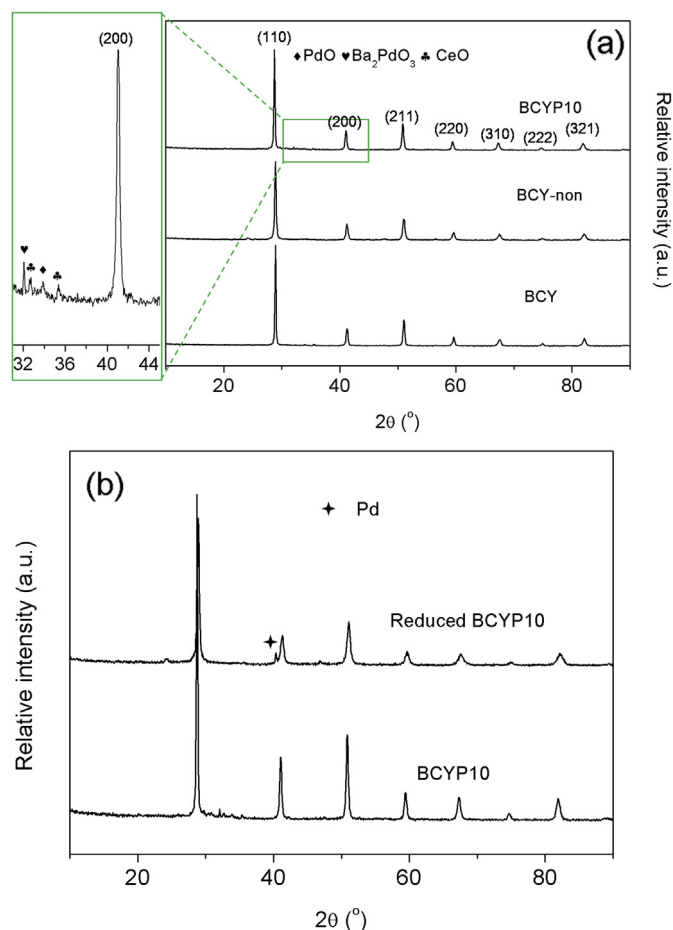 (200)
♥ ♣ ♦ ♣
32 36 40 44
(a)
(110)
♦PdO ♥Ba₂PdO₃ ♣ CeO
BCYP10
(200) (211) (220) (310) (222) (321)
BCY-non
BCY
20 40 60 80
2θ (°)
Relative intensity (a.u.)
(b)
✦ Pd
✦
Reduced BCYP10
BCYP10
Relative intensity (a.u.)
20 40 60 80
2θ (°)